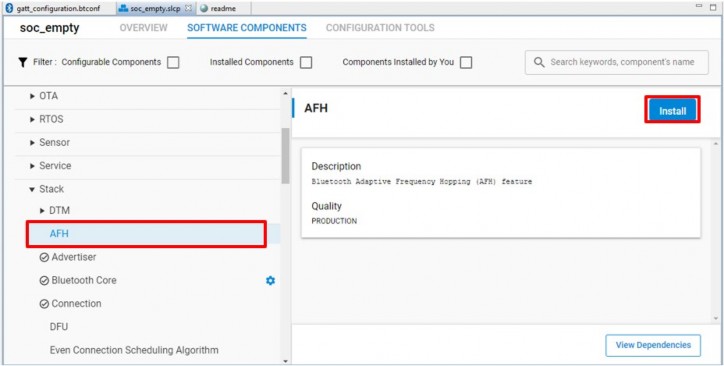 gatt_configuration.btconf
soc_empty.slcp
readme
soc_empty OVERVIEW SOFTWARE COMPONENTS CONFIGURATION TOOLS
Filter : Configurable Components Installed Components Components Installed by You Search keywords, component's name
OTA
RTOS
Sensor
Service
Stack
DTM
AFH
Advertiser
Bluetooth Core
Connection
DFU
Even Connection Scheduling Algorithm
AFH
Install
Description
Bluetooth Adaptive Frequency Hopping (AFH) feature
Quality
PRODUCTION
View Dependencies